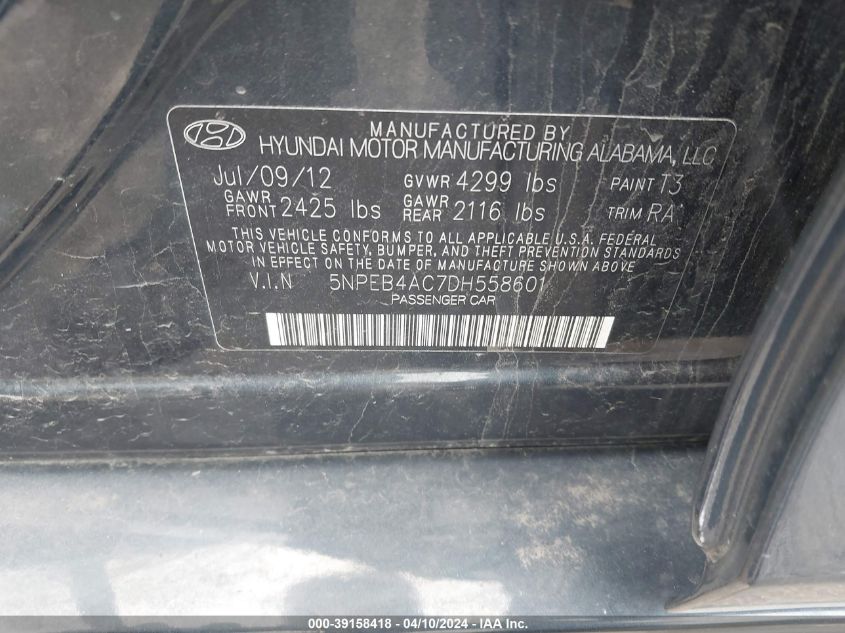 MANUFACTURED BY
HYUNDAI MOTOR MANUFACTURING ALABAMA, LLC
Jul/09/12 GVWR 4299 lbs PAINT T3
GAWR FRONT 2425 lbs GAWR REAR 2116 lbs TRIM RA
THIS VEHICLE CONFORMS TO ALL APPLICABLE U.S.A. FEDERAL
MOTOR VEHICLE SAFETY, BUMPER, AND THEFT PREVENTION STANDARDS
IN EFFECT ON THE DATE OF MANUFACTURE SHOWN ABOVE.
V.I.N 5NPEB4AC7DH558601
PASSENGER CAR
000-39158418 - 04/10/2024 - IAA Inc.